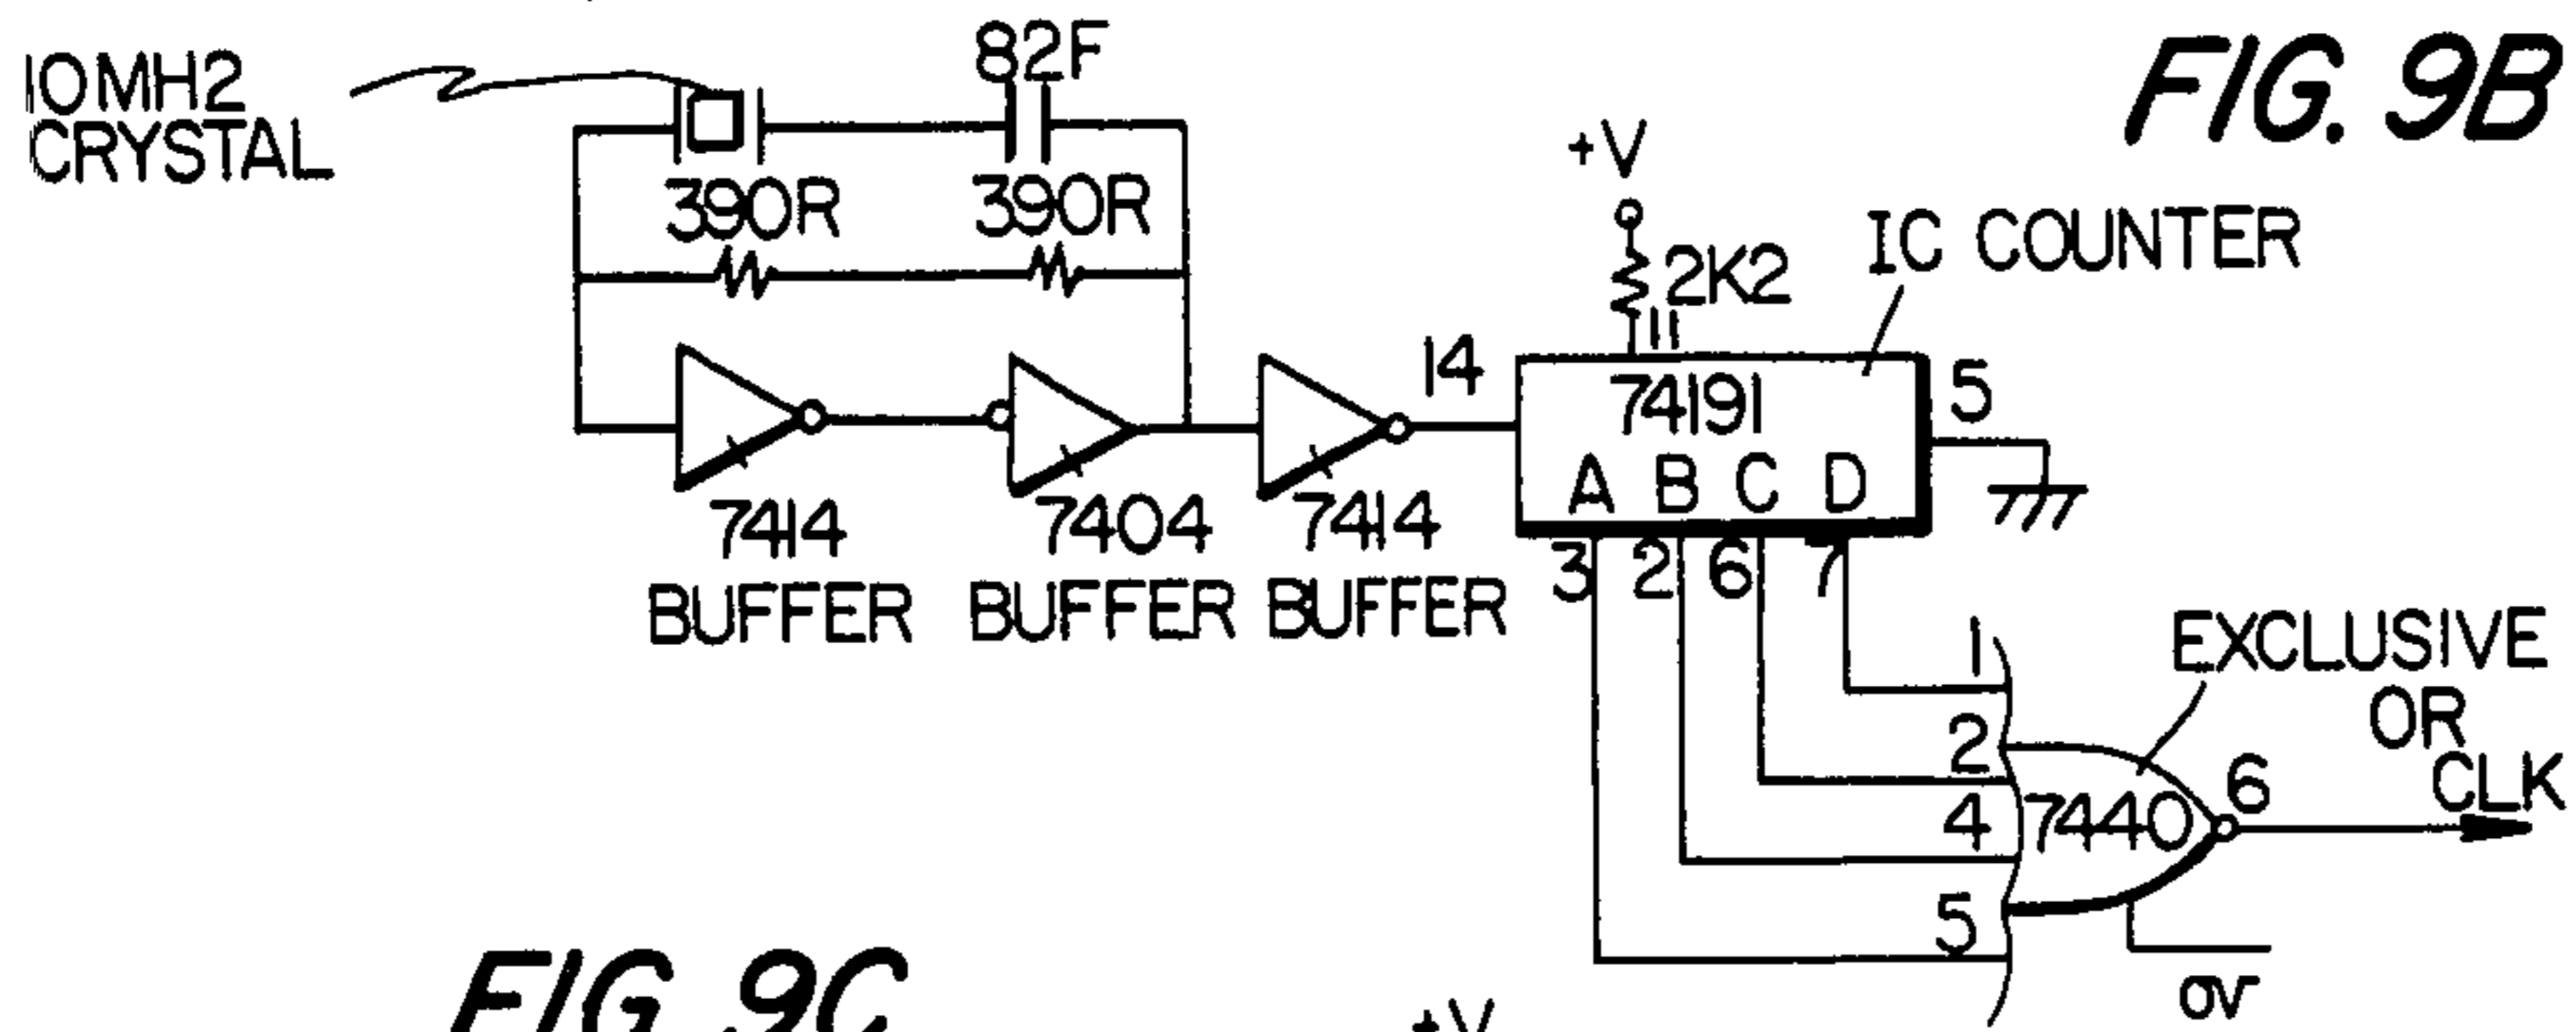 10MH2
CRYSTAL
82F
FIG. 9B
390R
390R
+V
2K2
IC COUNTER
11
14
74191
5
A B C D
7414
BUFFER
7404
BUFFER
7414
BUFFER
3
2
6
7
1
2
4
5
EXCLUSIVE
OR
7440
6
CLK
0V
FIG. 9C
+V